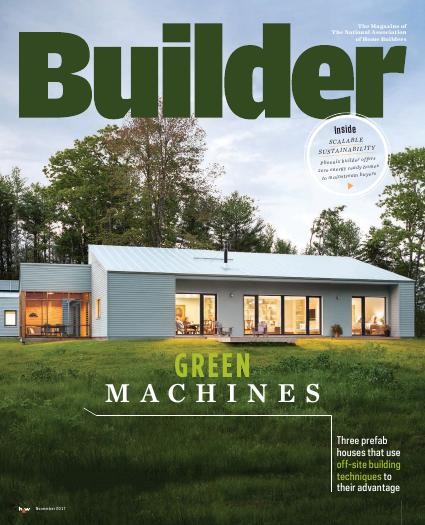 The Magazine of
The National Association
of Home Builders
Builder
Inside
SCALABLE
SUSTAINABILITY
Phoenix builder offers
zero energy ready homes
to mainstream buyers
GREEN
MACHINES
Three prefab
houses that use
off-site building
techniques to
their advantage
November 2017